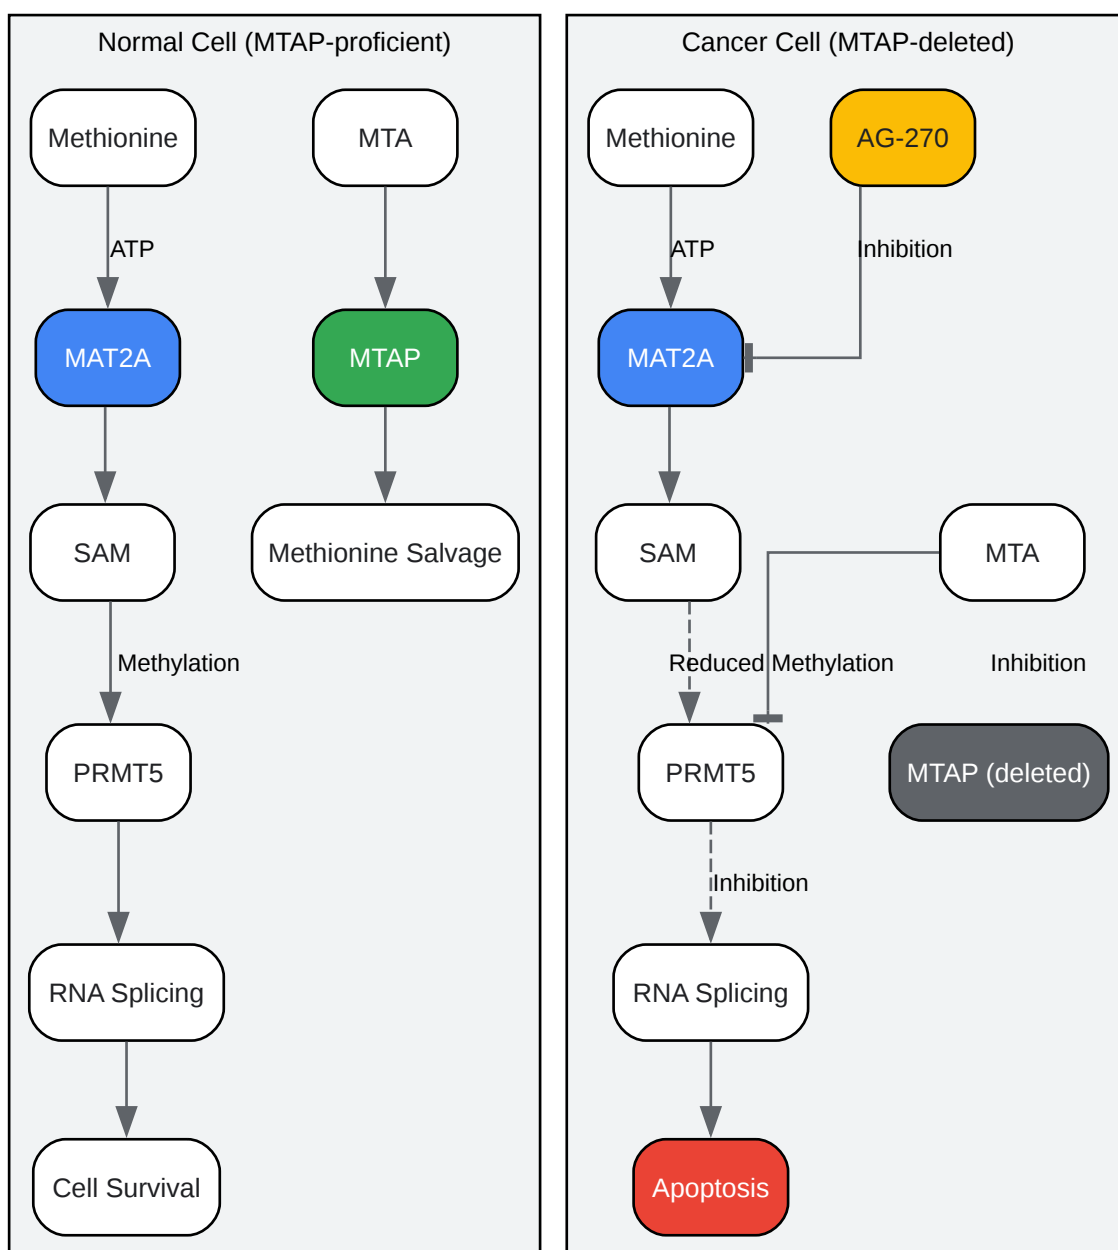 Normal Cell (MTAP-proficient)
Methionine
MTA
ATP
MAT2A
MTAP
SAM
Methionine Salvage
Methylation
PRMT5
RNA Splicing
Cell Survival
Cancer Cell (MTAP-deleted)
Methionine
AG-270
ATP
Inhibition
MAT2A
SAM
MTA
Reduced Methylation
Inhibition
PRMT5
MTAP (deleted)
Inhibition
RNA Splicing
Apoptosis